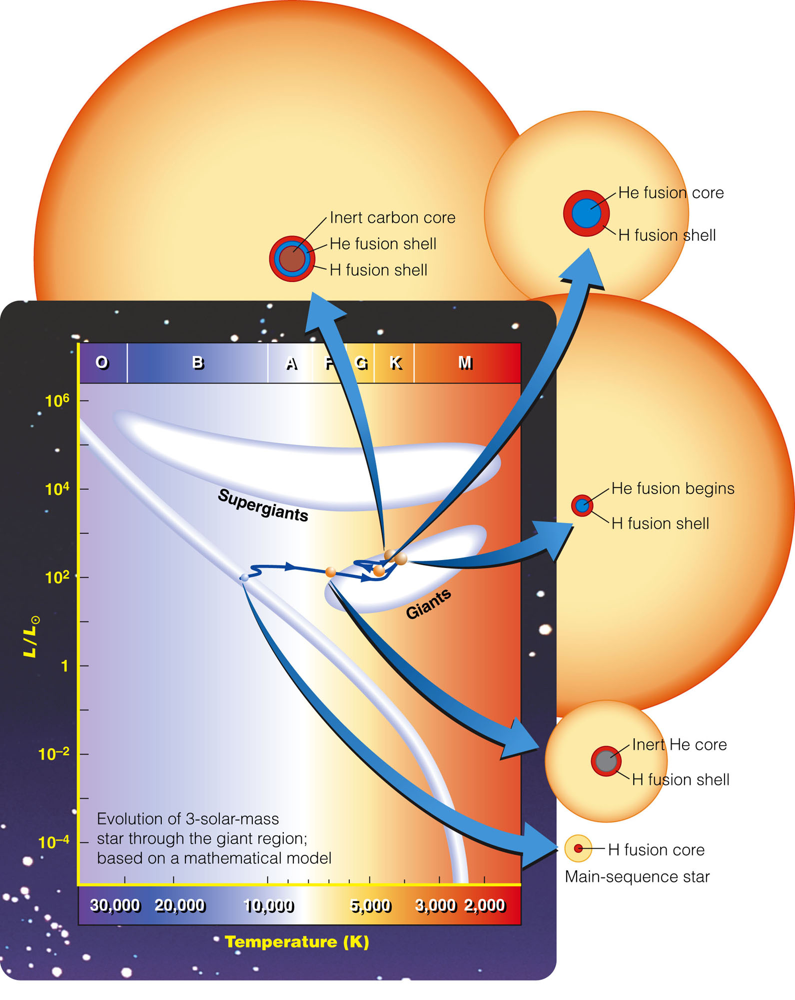 Inert carbon core
He fusion shell
H fusion shell
He fusion core
H fusion shell
O B A F G K M
10⁶
10⁴
10²
1
10⁻²
10⁻⁴
L/L☉
Supergiants
Giants
He fusion begins
H fusion shell
Inert He core
H fusion shell
H fusion core
Main-sequence star
Evolution of 3-solar-mass
star through the giant region;
based on a mathematical model
30,000 20,000 10,000 5,000 3,000 2,000
Temperature (K)